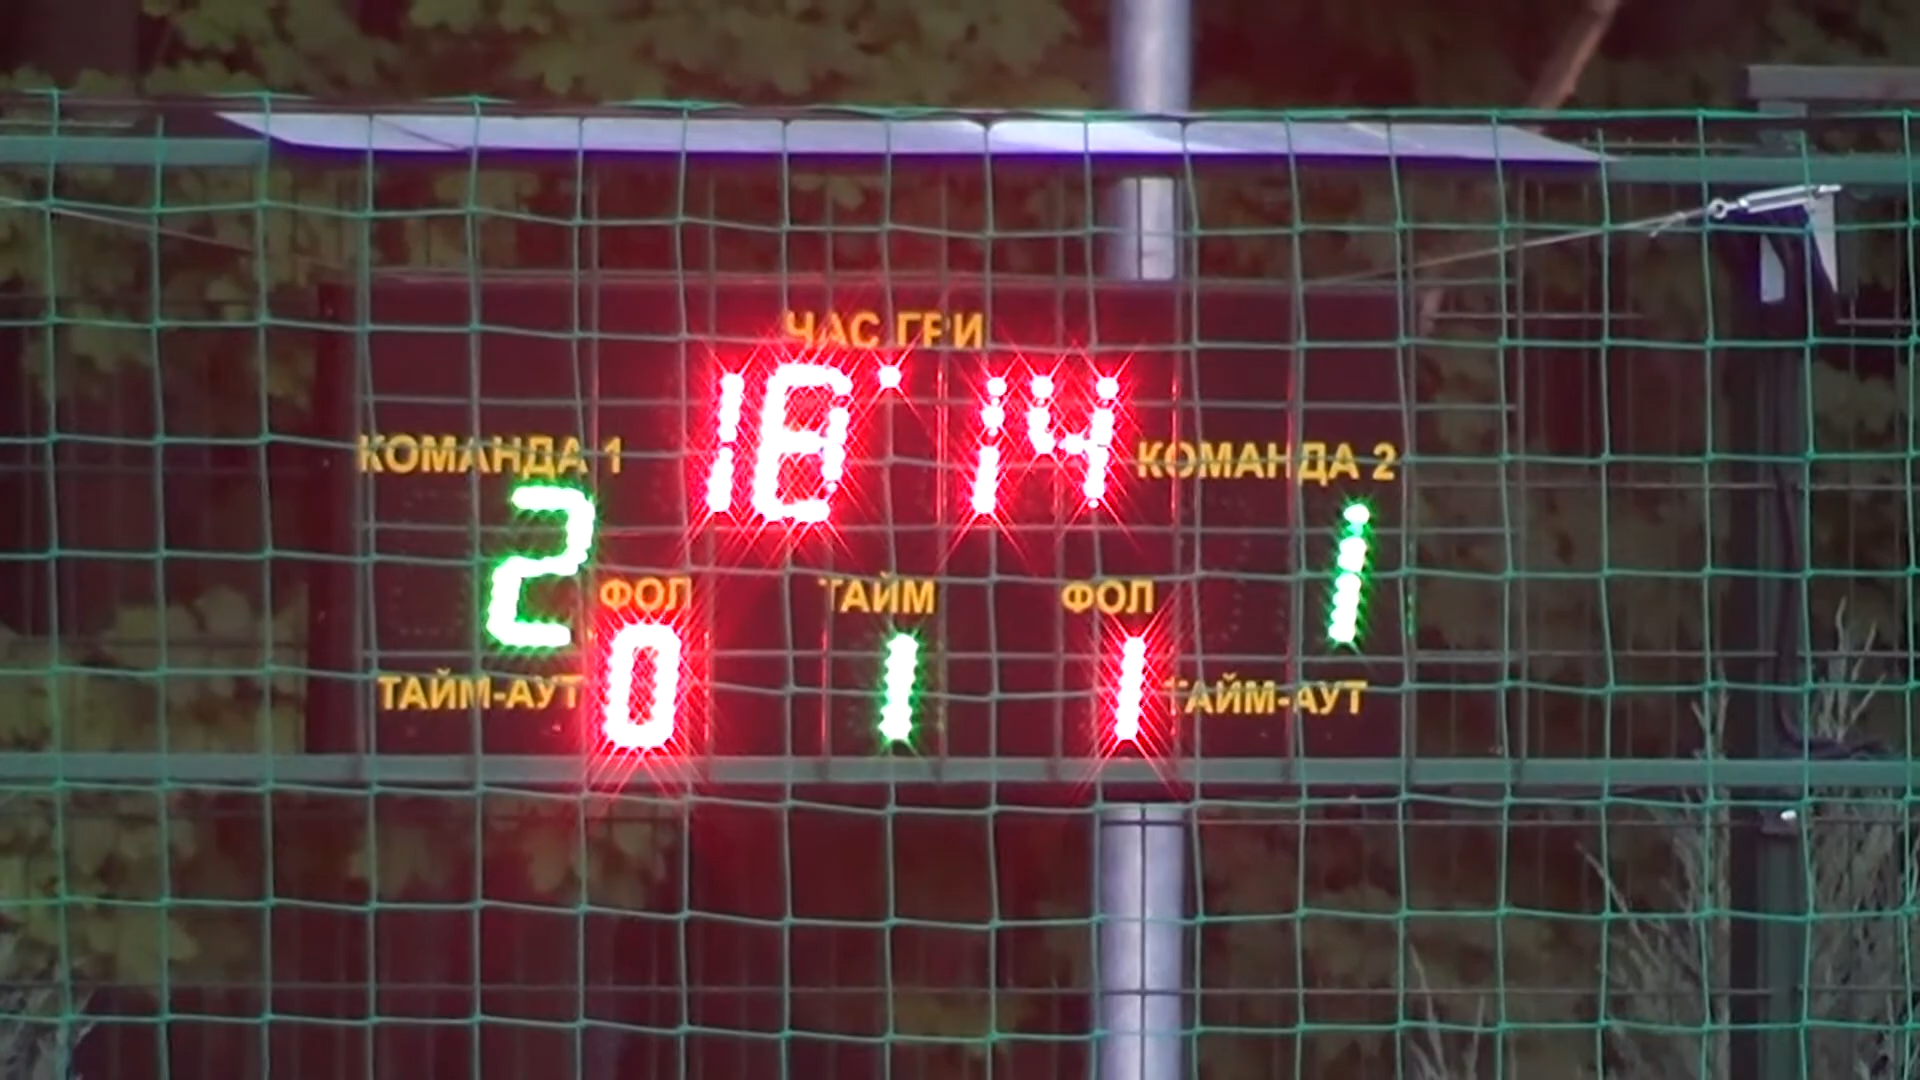 ЧАС ГРИ
18 14
КОМАНДА 1
КОМАНДА 2
2
1
ФОЛ
ТАЙМ
ФОЛ
0
1
1
ТАЙМ-АУТ
ТАЙМ-АУТ